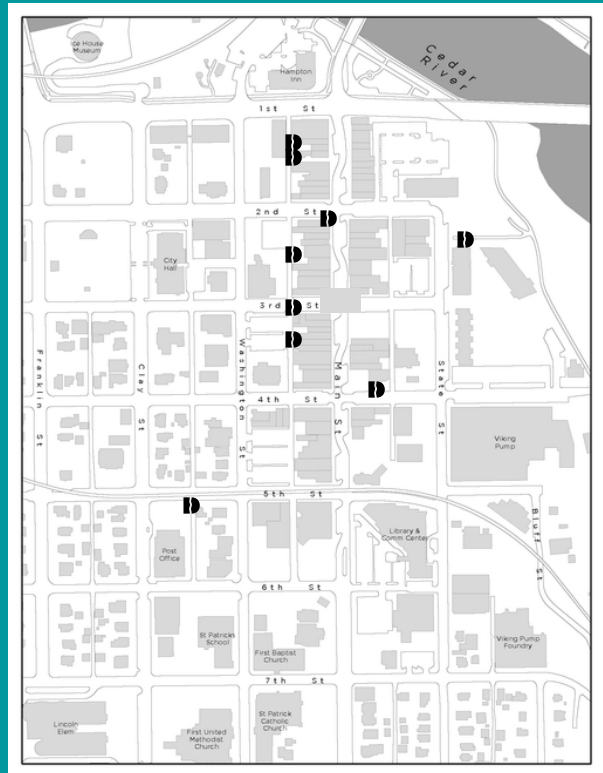 Ice House
Museum
Cedar
River
Hampton
Inn
1st St
2nd St
City
Hall
3rd St
Franklin St
Clay St
Washington St
Main St
State St
4th St
Viking
Pump
5th St
Bluff St
Post
Office
Library &
Comm Center
6th St
St Patricks
School
First Baptist
Church
Viking Pump
Foundry
7th St
Lincoln
Elem
First United
Methodist
Church
St Patrick
Catholic
Church